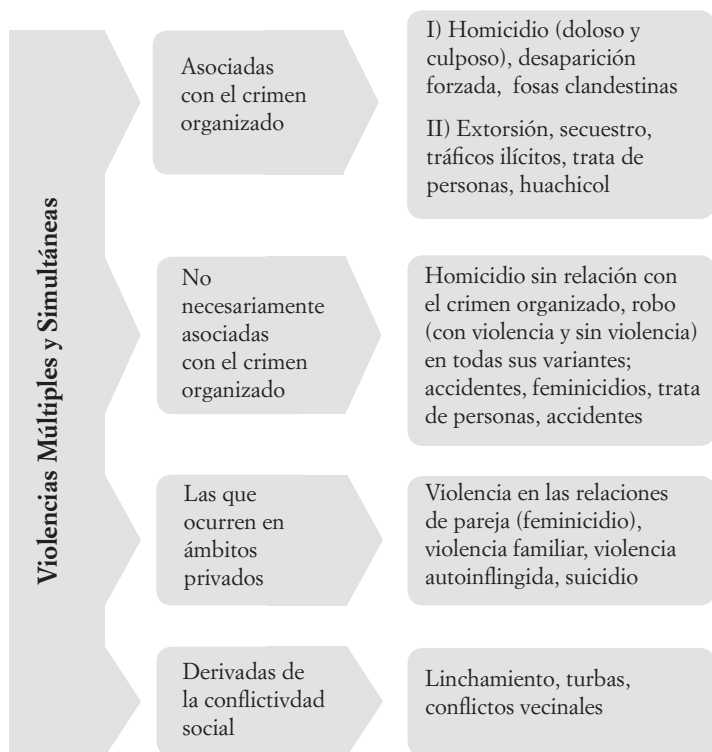 Violencias Múltiples y Simultáneas
Asociadas
con el crimen
organizado
I) Homicidio (doloso y
culposo), desaparición
forzada, fosas clandestinas
II) Extorsión, secuestro,
tráficos ilícitos, trata de
personas, huachicol
No
necesariamente
asociadas
con el crimen
organizado
Homicidio sin relación con
el crimen organizado, robo
(con violencia y sin violencia)
en todas sus variantes;
accidentes, feminicidios, trata
de personas, accidentes
Las que
ocurren en
ámbitos
privados
Violencia en las relaciones
de pareja (feminicidio),
violencia familiar, violencia
autoinflingida, suicidio
Derivadas de
la conflictivdad
social
Linchamiento, turbas,
conflictos vecinales